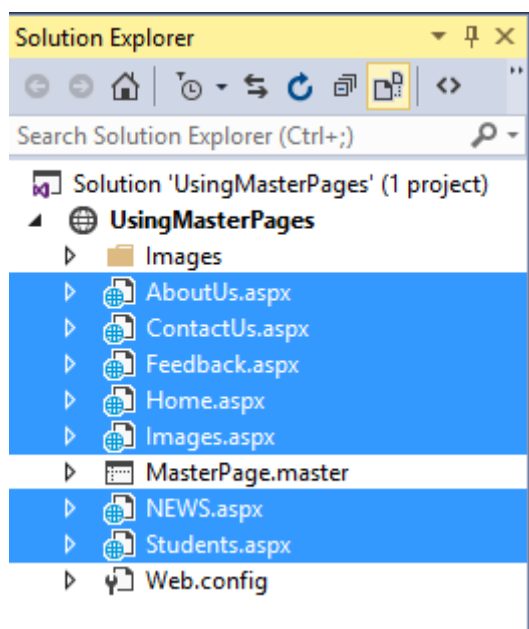 Solution Explorer
Search Solution Explorer (Ctrl+;)
Solution 'UsingMasterPages' (1 project)
UsingMasterPages
Images
AboutUs.aspx
ContactUs.aspx
Feedback.aspx
Home.aspx
Images.aspx
MasterPage.master
NEWS.aspx
Students.aspx
Web.config